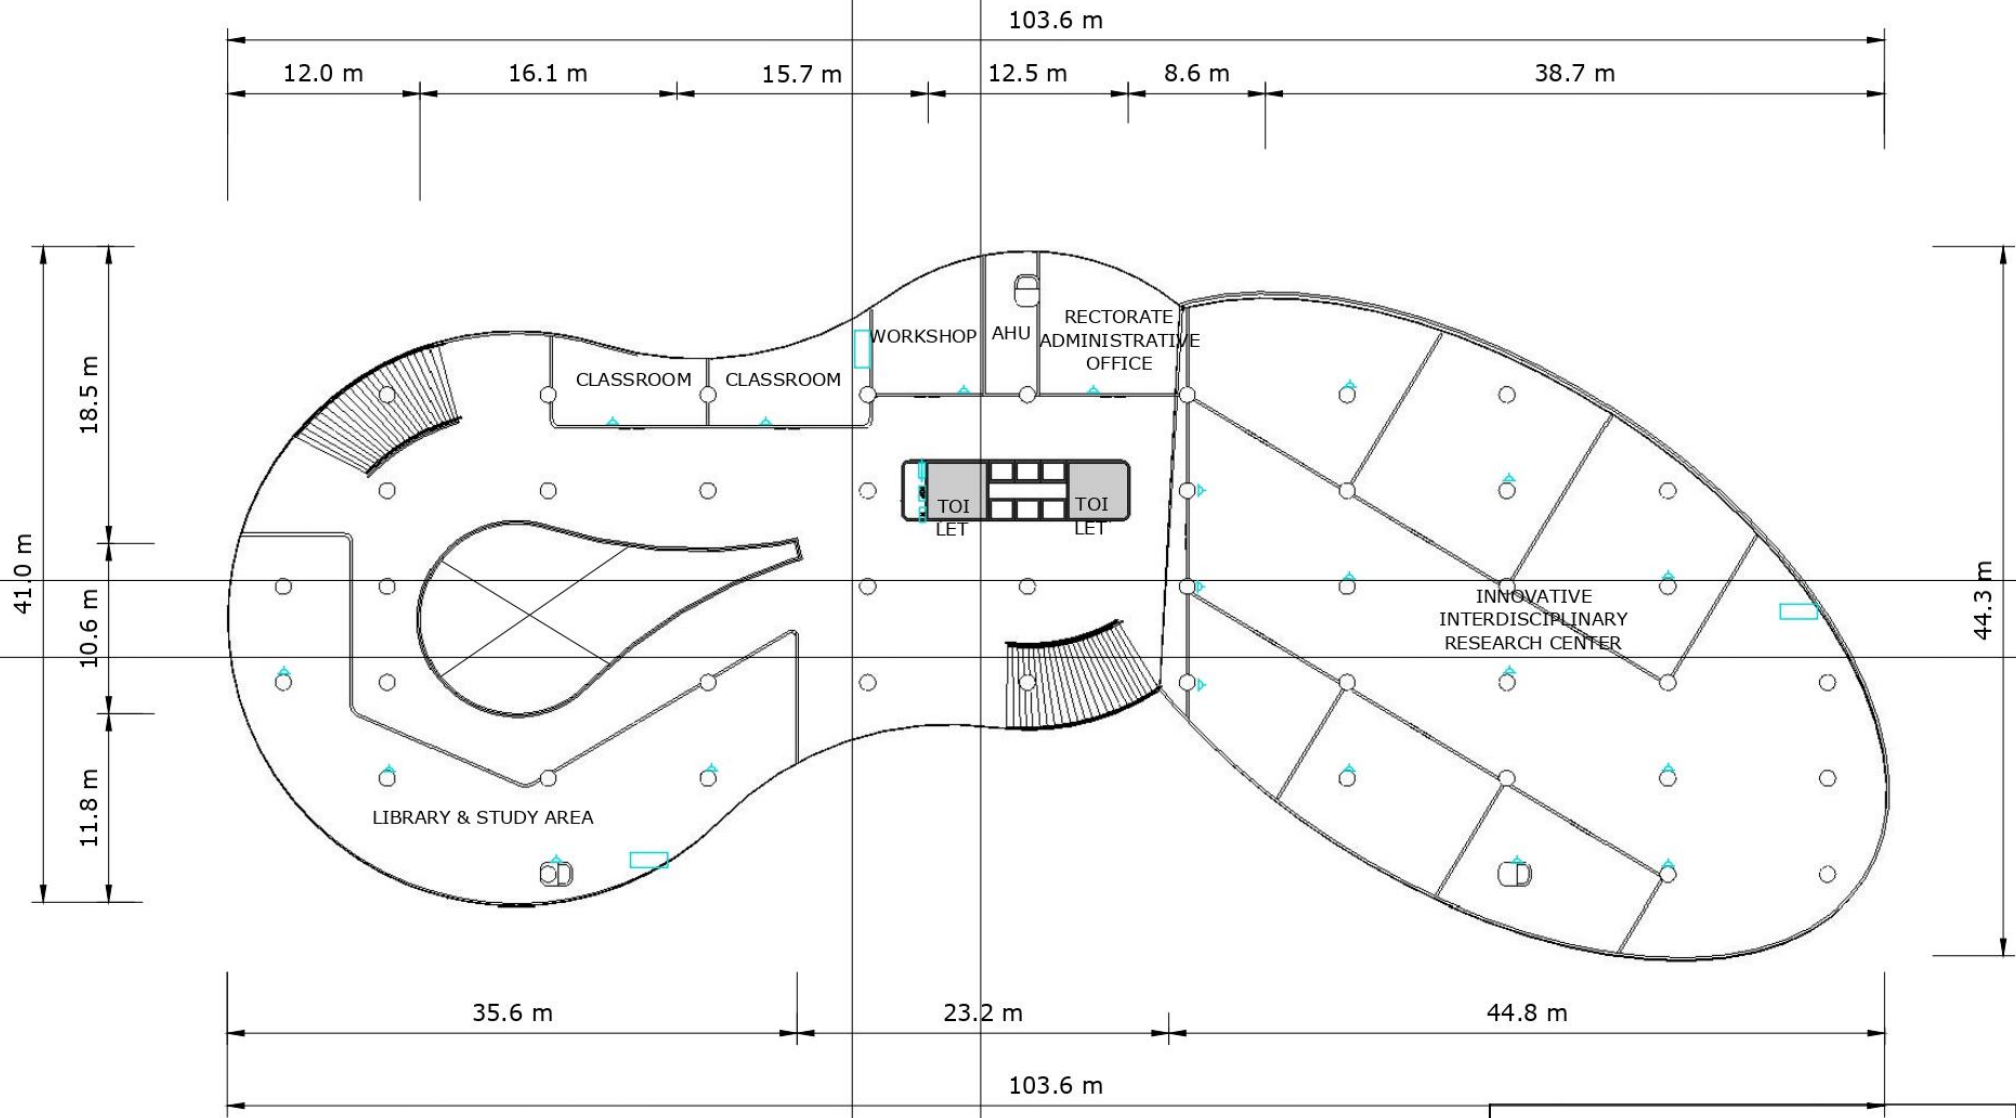 103.6 m
12.0 m
16.1 m
15.7 m
12.5 m
8.6 m
38.7 m
18.5 m
10.6 m
11.8 m
41.0 m
44.3 m
CLASSROOM
CLASSROOM
WORKSHOP
AHU
RECTORATE
ADMINISTRATIVE
OFFICE
TOI
LET
TOI
LET
INNOVATIVE
INTERDISCIPLINARY
RESEARCH CENTER
LIBRARY & STUDY AREA
35.6 m
23.2 m
44.8 m
103.6 m